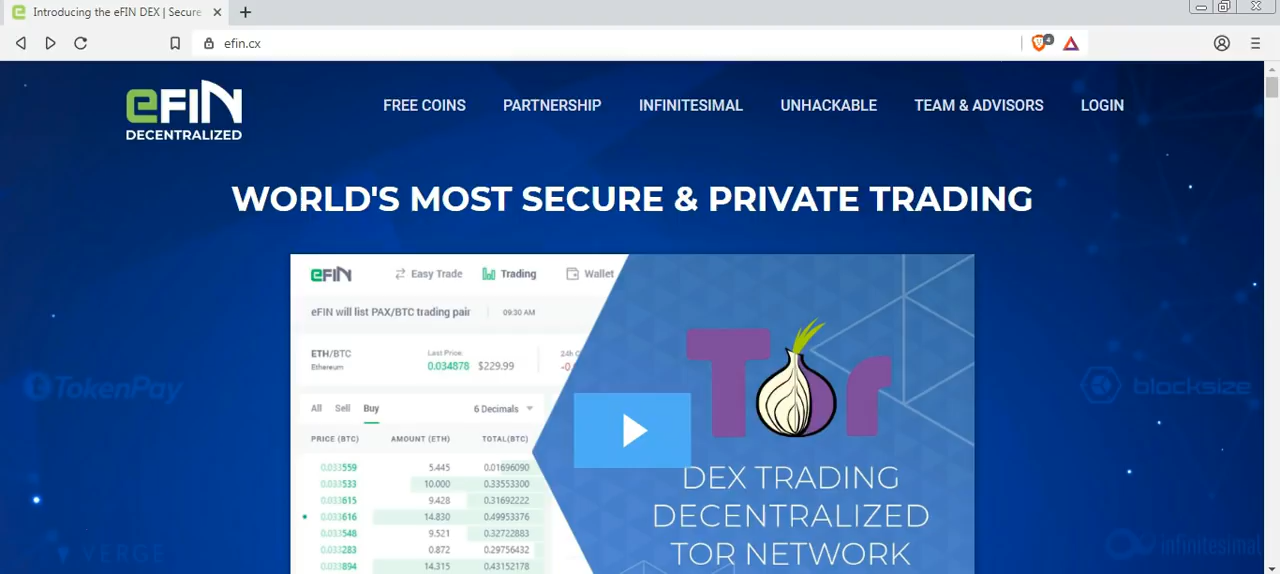 Introducing the eFIN DEX | Secure
efin.cx
4
eFIN
DECENTRALIZED
FREE COINS PARTNERSHIP INFINITESIMAL UNHACKABLE TEAM & ADVISORS LOGIN
WORLD'S MOST SECURE & PRIVATE TRADING
eFIN Easy Trade Trading Wallet
eFIN will list PAX/BTC trading pair 09:30 AM
ETH/BTC Last Price 24h
Ethereum 0.034878 $229.99 -0.
All Sell Buy 6 Decimals
PRICE (BTC) AMOUNT (ETH) TOTAL(BTC)
0.033559 5.445 0.01696090
0.033533 10.000 0.33553300
0.033615 9.428 0.31692222
0.033616 14.830 0.49953376
0.033548 9.521 0.32722883
0.033283 0.872 0.29756432
0.033894 14.315 0.43152178
Tor
DEX TRADING
DECENTRALIZED
TOR NETWORK
TokenPay
blocksize
VERGE
infinitesimal